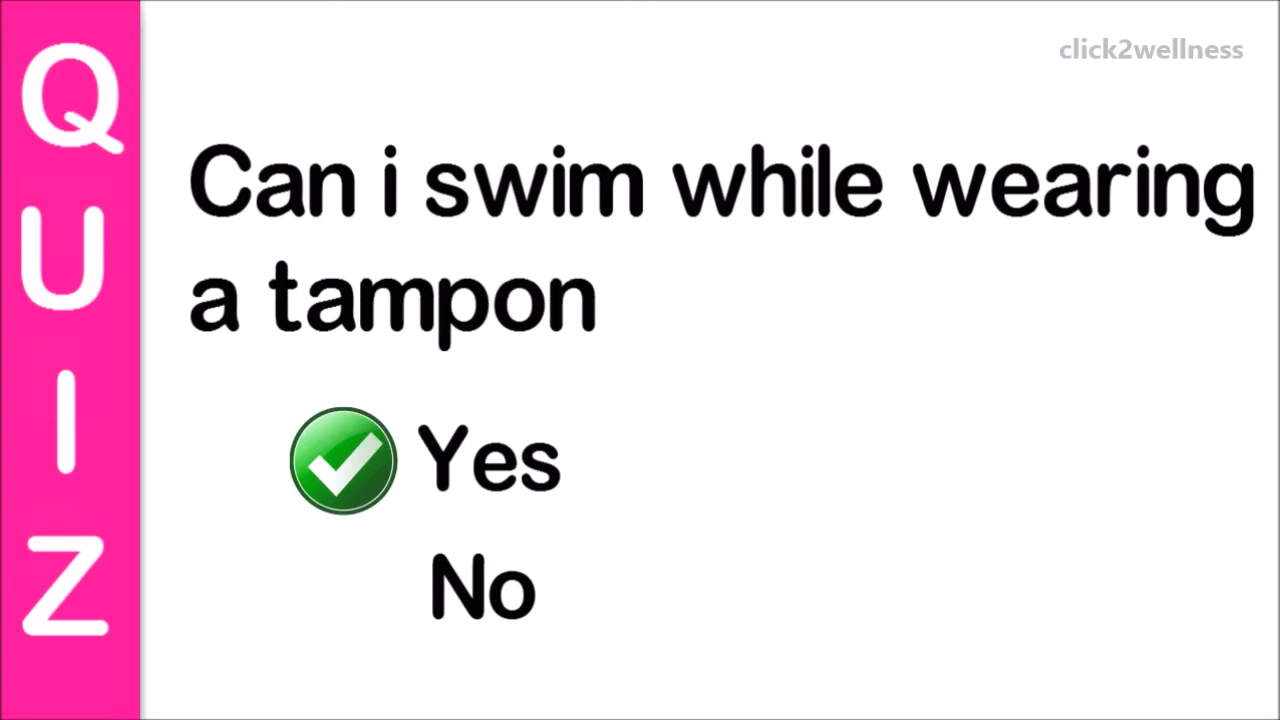 QUIZ
click2wellness
Can i swim while wearing
a tampon
Yes
No